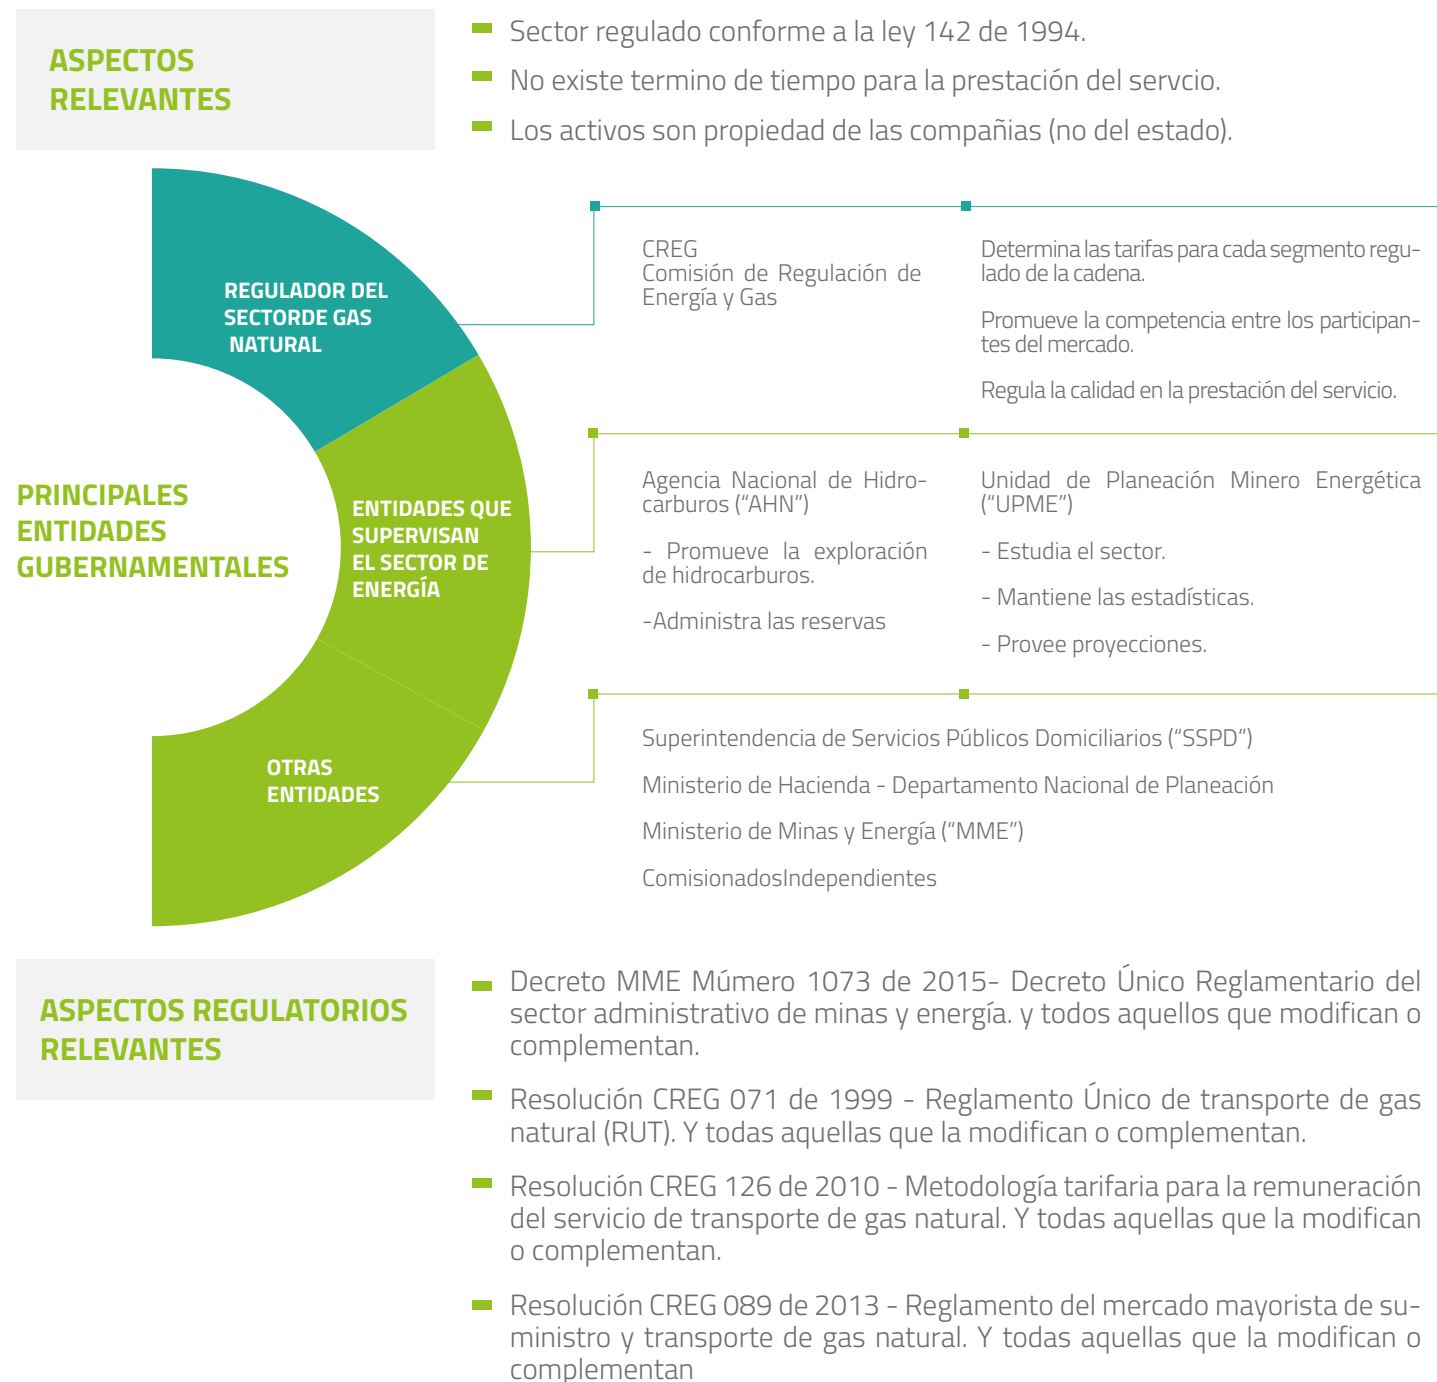 ASPECTOS
RELEVANTES
Sector regulado conforme a la ley 142 de 1994.
No existe termino de tiempo para la prestación del servcio.
Los activos son propiedad de las compañias (no del estado).
PRINCIPALES
ENTIDADES
GUBERNAMENTALES
REGULADOR DEL
SECTORDE GAS
NATURAL
CREG
Comisión de Regulación de
Energía y Gas
Determina las tarifas para cada segmento regu-
lado de la cadena.
Promueve la competencia entre los participan-
tes del mercado.
Regula la calidad en la prestación del servicio.
ENTIDADES QUE
SUPERVISAN
EL SECTOR DE
ENERGÍA
Agencia Nacional de Hidro-
carburos (“AHN”)
- Promueve la exploración
de hidrocarburos.
-Administra las reservas
Unidad de Planeación Minero Energética
(“UPME”)
- Estudia el sector.
- Mantiene las estadísticas.
- Provee proyecciones.
OTRAS
ENTIDADES
Superintendencia de Servicios Públicos Domiciliarios (“SSPD”)
Ministerio de Hacienda - Departamento Nacional de Planeación
Ministerio de Minas y Energía (“MME”)
ComisionadosIndependientes
ASPECTOS REGULATORIOS
RELEVANTES
Decreto MME Múmero 1073 de 2015- Decreto Único Reglamentario del
sector administrativo de minas y energía. y todos aquellos que modifican o
complementan.
Resolución CREG 071 de 1999 - Reglamento Único de transporte de gas
natural (RUT). Y todas aquellas que la modifican o complementan.
Resolución CREG 126 de 2010 - Metodología tarifaria para la remuneración
del servicio de transporte de gas natural. Y todas aquellas que la modifican
o complementan.
Resolución CREG 089 de 2013 - Reglamento del mercado mayorista de su-
ministro y transporte de gas natural. Y todas aquellas que la modifican o
complementan